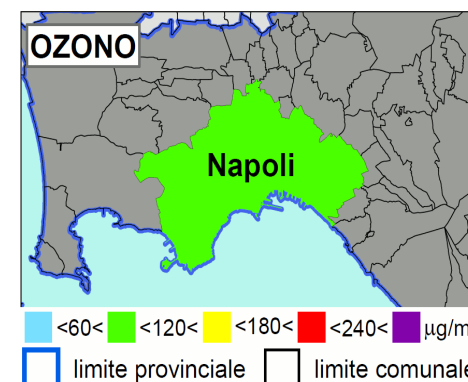 OZONO
Napoli
<60< <120< <180< <240< μg/m
limite provinciale limite comunale